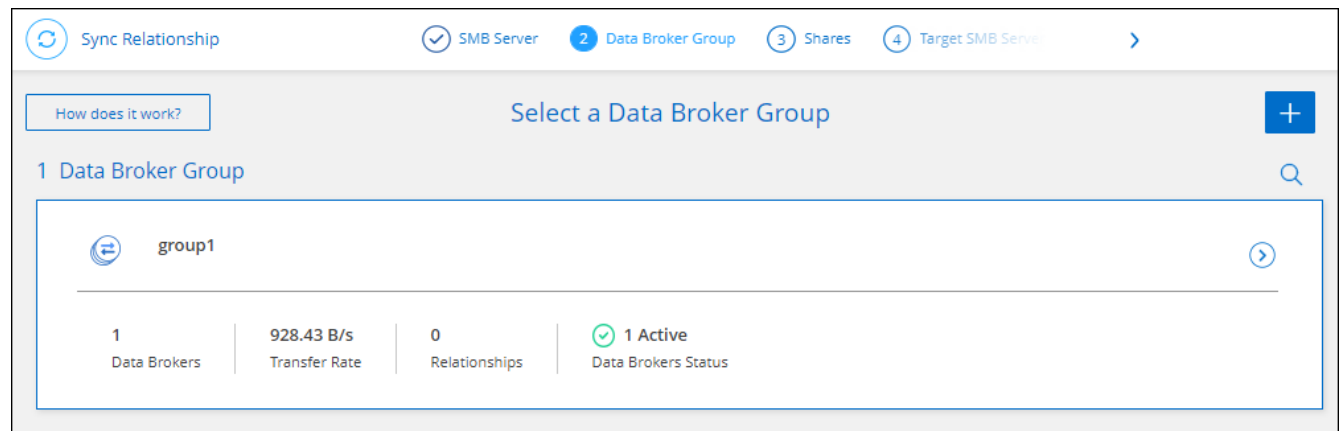 Sync Relationship
SMB Server
2 Data Broker Group
3 Shares
4 Target SMB Server
How does it work?
Select a Data Broker Group
+
1 Data Broker Group
group1
1
Data Brokers
928.43 B/s
Transfer Rate
0
Relationships
1 Active
Data Brokers Status